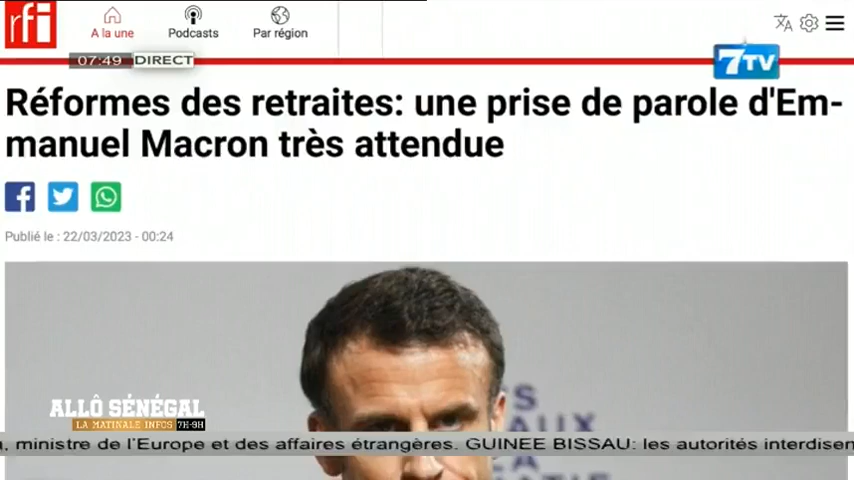 rfi
A la une
Podcasts
Par région
07:49 DIRECT
7TV
Réformes des retraites: une prise de parole d'Em-
manuel Macron très attendue
Publié le : 22/03/2023 - 00:24
ALLÔ SÉNÉGAL
LA MATINALE INFOS 7H-9H
, ministre de l'Europe et des affaires étrangères. GUINEE BISSAU: les autorités interdisen